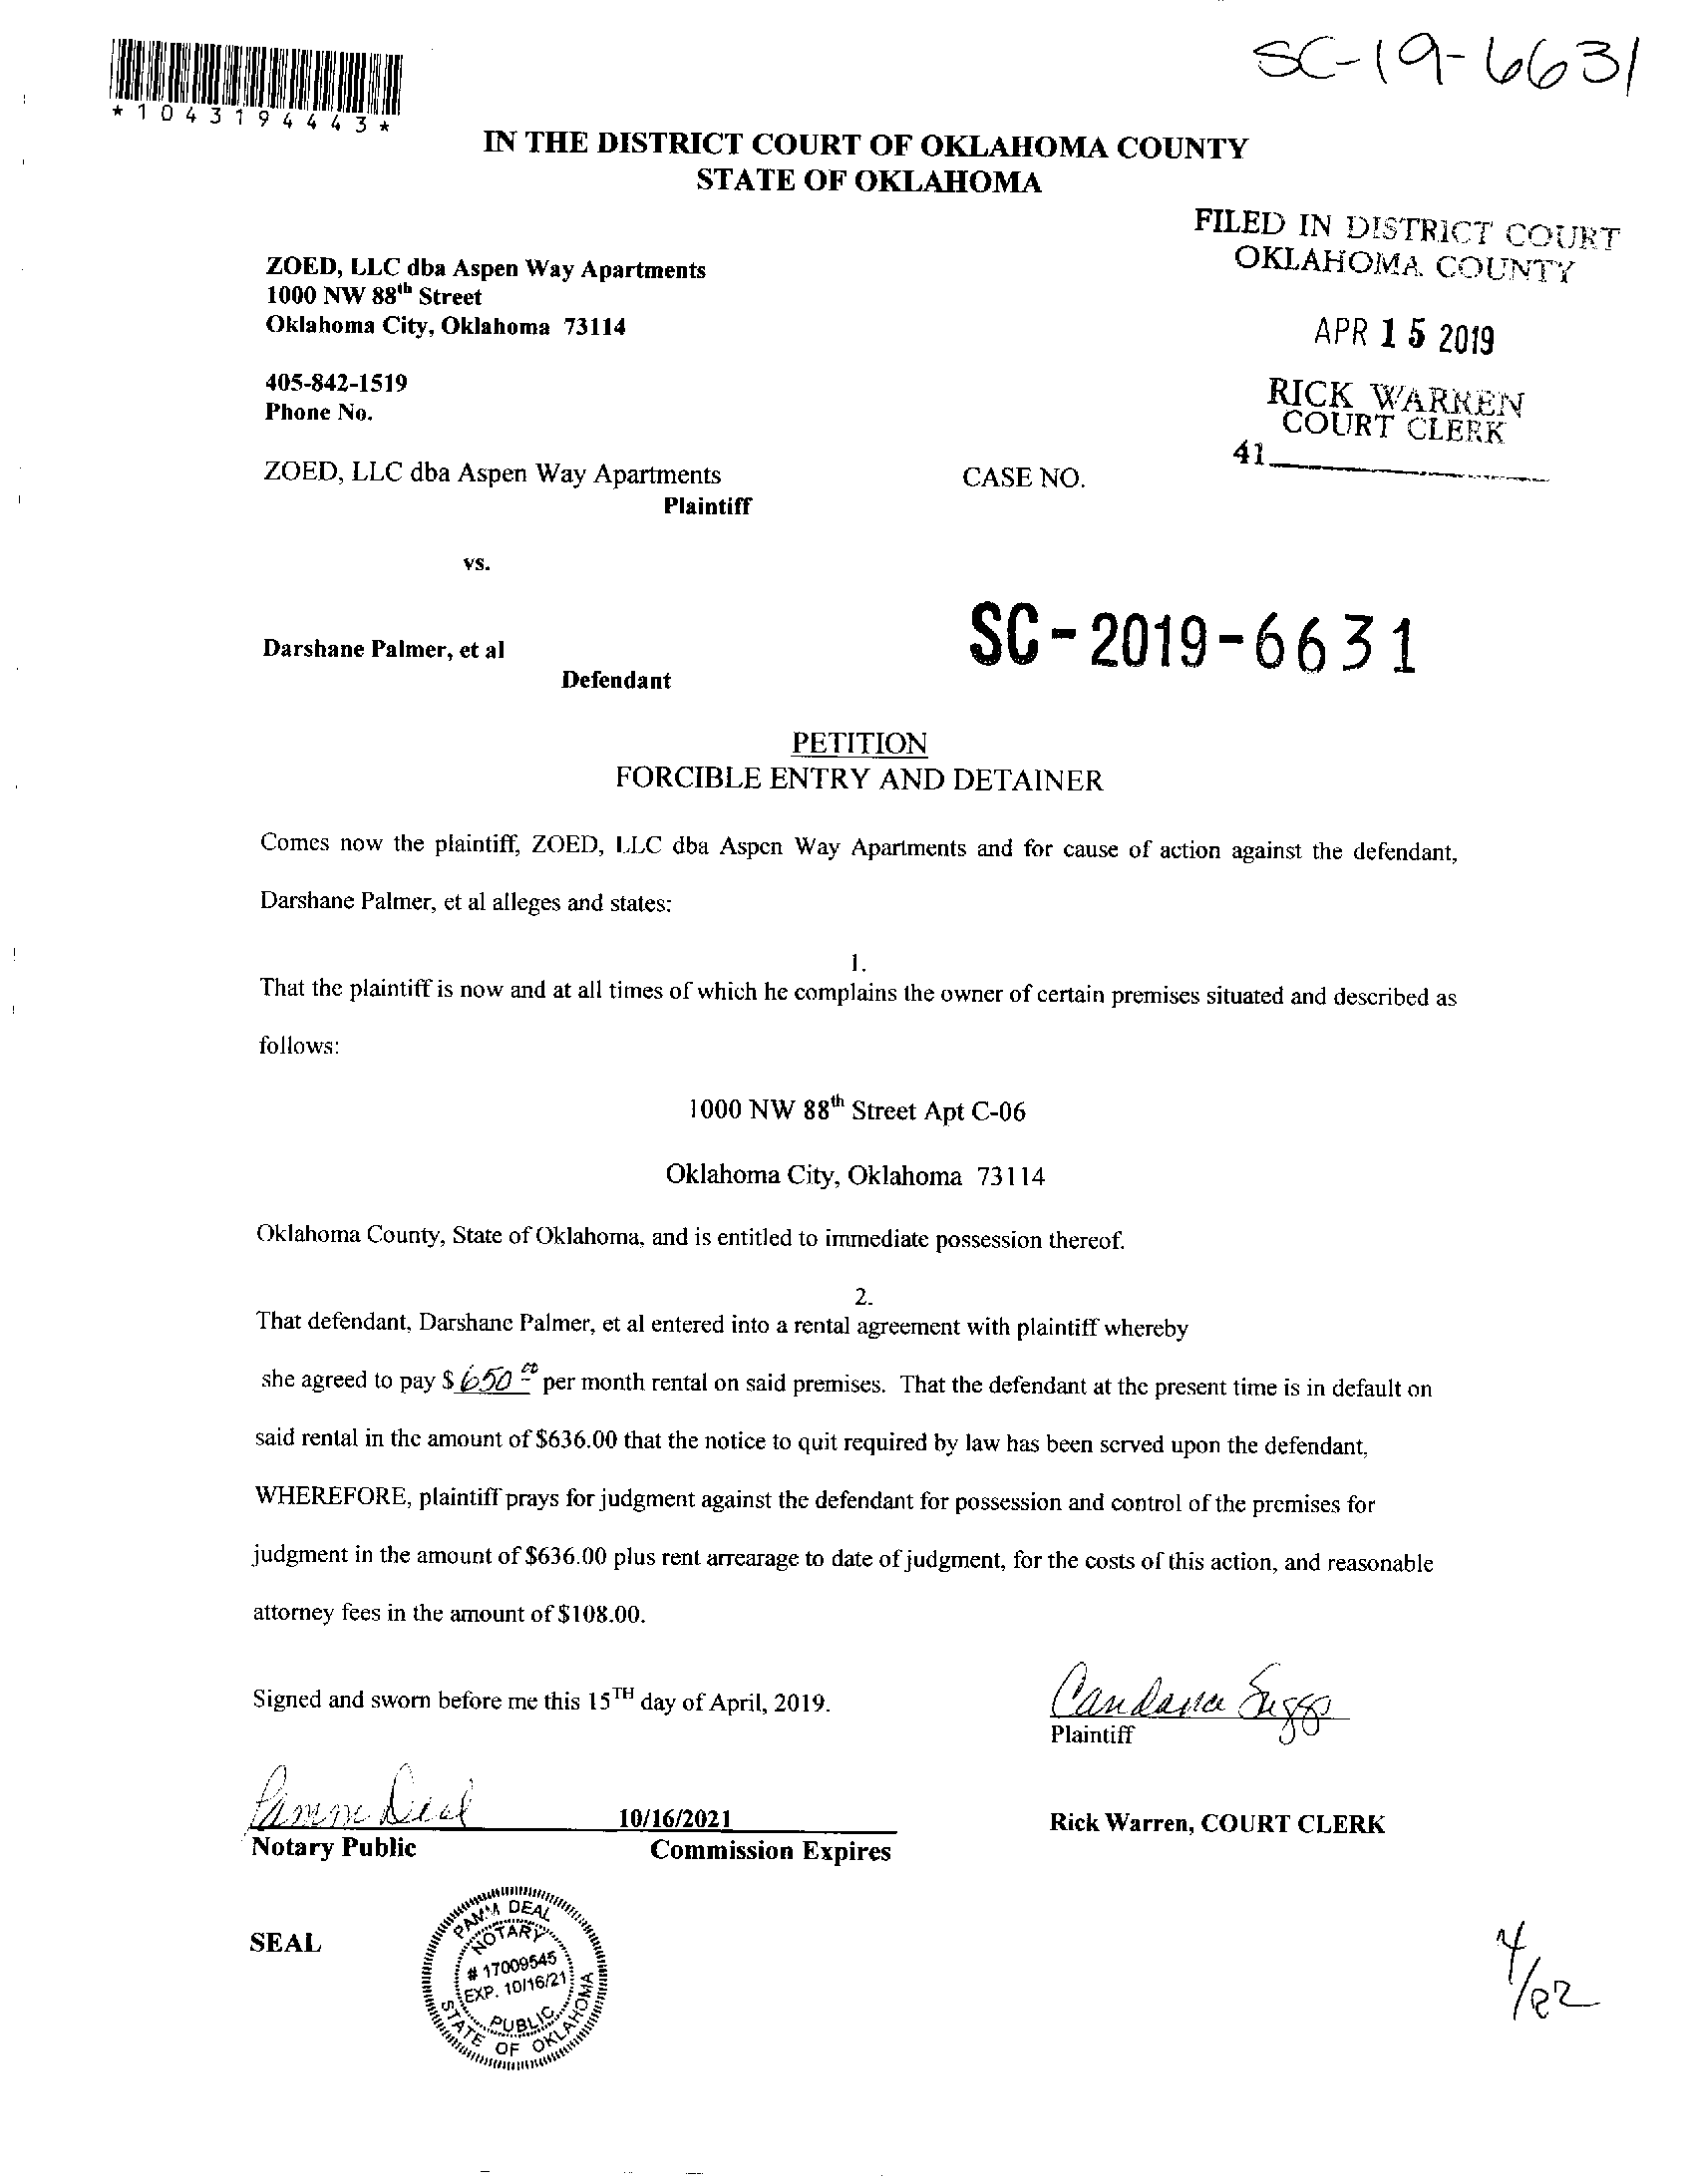 SC-19-6631
*1043194443*
IN THE DISTRICT COURT OF OKLAHOMA COUNTY
STATE OF OKLAHOMA
FILED IN DISTRICT COURT
OKLAHOMA COUNTY
ZOED, LLC dba Aspen Way Apartments
1000 NW 88th Street
Oklahoma City, Oklahoma 73114
APR 15 2019
405-842-1519
Phone No.
RICK WARREN
COURT CLERK
41
ZOED, LLC dba Aspen Way Apartments
CASE NO.
Plaintiff
vs.
SC-2019-6631
Darshane Palmer, et al
Defendant
PETITION
FORCIBLE ENTRY AND DETAINER
Comes now the plaintiff, ZOED, LLC dba Aspen Way Apartments and for cause of action against the defendant,
Darshane Palmer, et al alleges and states:
1.
That the plaintiff is now and at all times of which he complains the owner of certain premises situated and described as
follows:
1000 NW 88th Street Apt C-06
Oklahoma City, Oklahoma 73114
Oklahoma County, State of Oklahoma, and is entitled to immediate possession thereof.
2.
That defendant, Darshane Palmer, et al entered into a rental agreement with plaintiff whereby
she agreed to pay $ 650 00 per month rental on said premises. That the defendant at the present time is in default on
said rental in the amount of $636.00 that the notice to quit required by law has been served upon the defendant,
WHEREFORE, plaintiff prays for judgment against the defendant for possession and control of the premises for
judgment in the amount of $636.00 plus rent arrearage to date of judgment, for the costs of this action, and reasonable
attorney fees in the amount of $108.00.
Signed and sworn before me this 15TH day of April, 2019.
Candance Suggs
Plaintiff
Pamm Deal
10/16/2021
Rick Warren, COURT CLERK
Notary Public
Commission Expires
SEAL
PAMM DEAL
NOTARY
# 17009545
EXP. 10/16/21
PUBLIC
STATE OF OKLAHOMA
4/22